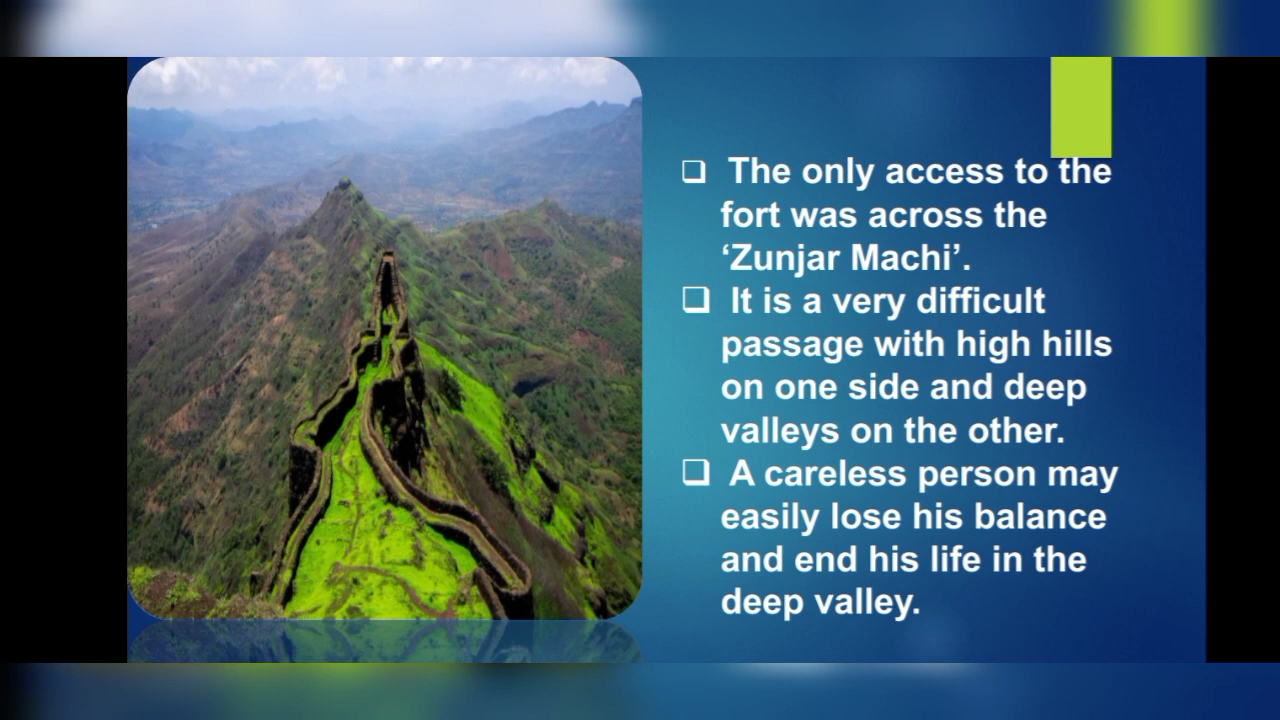 ❑ The only access to the
fort was across the
‘Zunjar Machi’.
❑ It is a very difficult
passage with high hills
on one side and deep
valleys on the other.
❑ A careless person may
easily lose his balance
and end his life in the
deep valley.